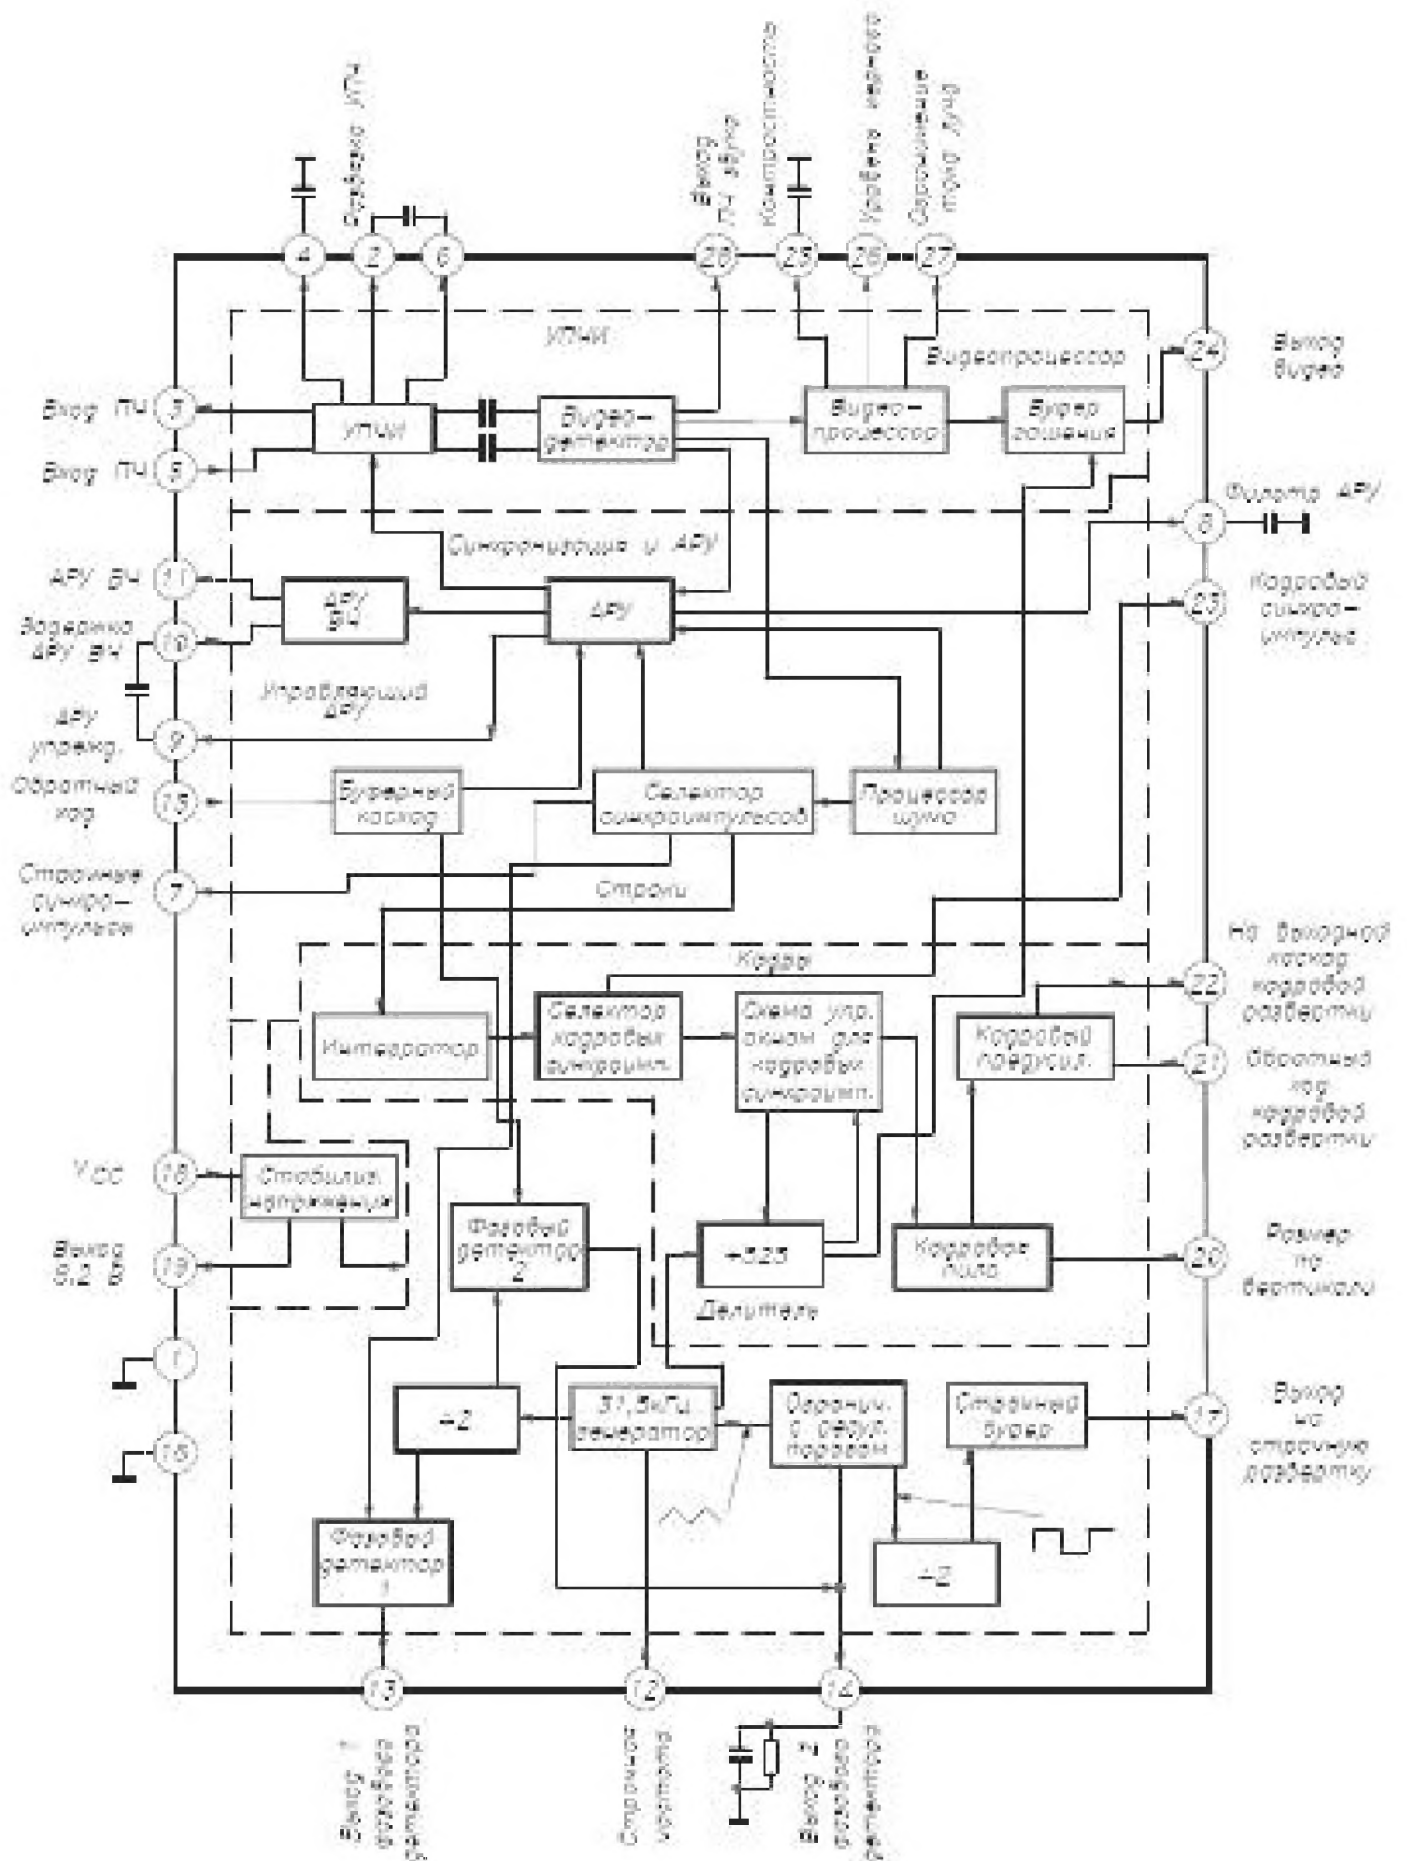 Развязка УПЧ
Выход
ПЧ звука
Контрастность
Уровень черного
Ограничение
тока луча
4
2
6
28
25
26
27
УПЧИ
Видеопроцессор
24
Выход
видео
Вход ПЧ
3
УПЧИ
Видео-
детектор
Видео-
процессор
Буфер
гашения
Вход ПЧ
5
Фильтр АРУ
8
Синхронизация и АРУ
АРУ ВЧ
11
АРУ
ВЧ
АРУ
23
Кадровый
синхро-
импульс
Задержка
АРУ ВЧ
10
Управляющий
АРУ
АРУ
упрежд.
9
Обратный
ход
15
Буферный
каскад
Селектор
синхроимпульсов
Процессор
шума
Строчные
синхро-
импульсы
7
Строки
Кадры
На выходной
каскад
кадровой
развертки
22
Интегратор
Селектор
кадровых
синхроимп.
Схема упр.
окном для
кадровых
синхроимп.
Кадровый
предусил.
21
Обратный
ход
кадровой
развертки
Vcc
18
Стабилиз.
напряжения
Фазовый
детектор
2
÷525
Делитель
Кадровая
пила
20
Размер
по
вертикали
Выход
8,2 В
19
1
÷2
31,5кГц
генератор
Огранич.
с регул.
порогом
Строчный
буфер
17
Выход
на
строчную
развертку
16
Фазовый
детектор
1
÷2
13
12
14
Выход 1
фазового
детектора
Строчная
частота
Выход 2
фазового
детектора